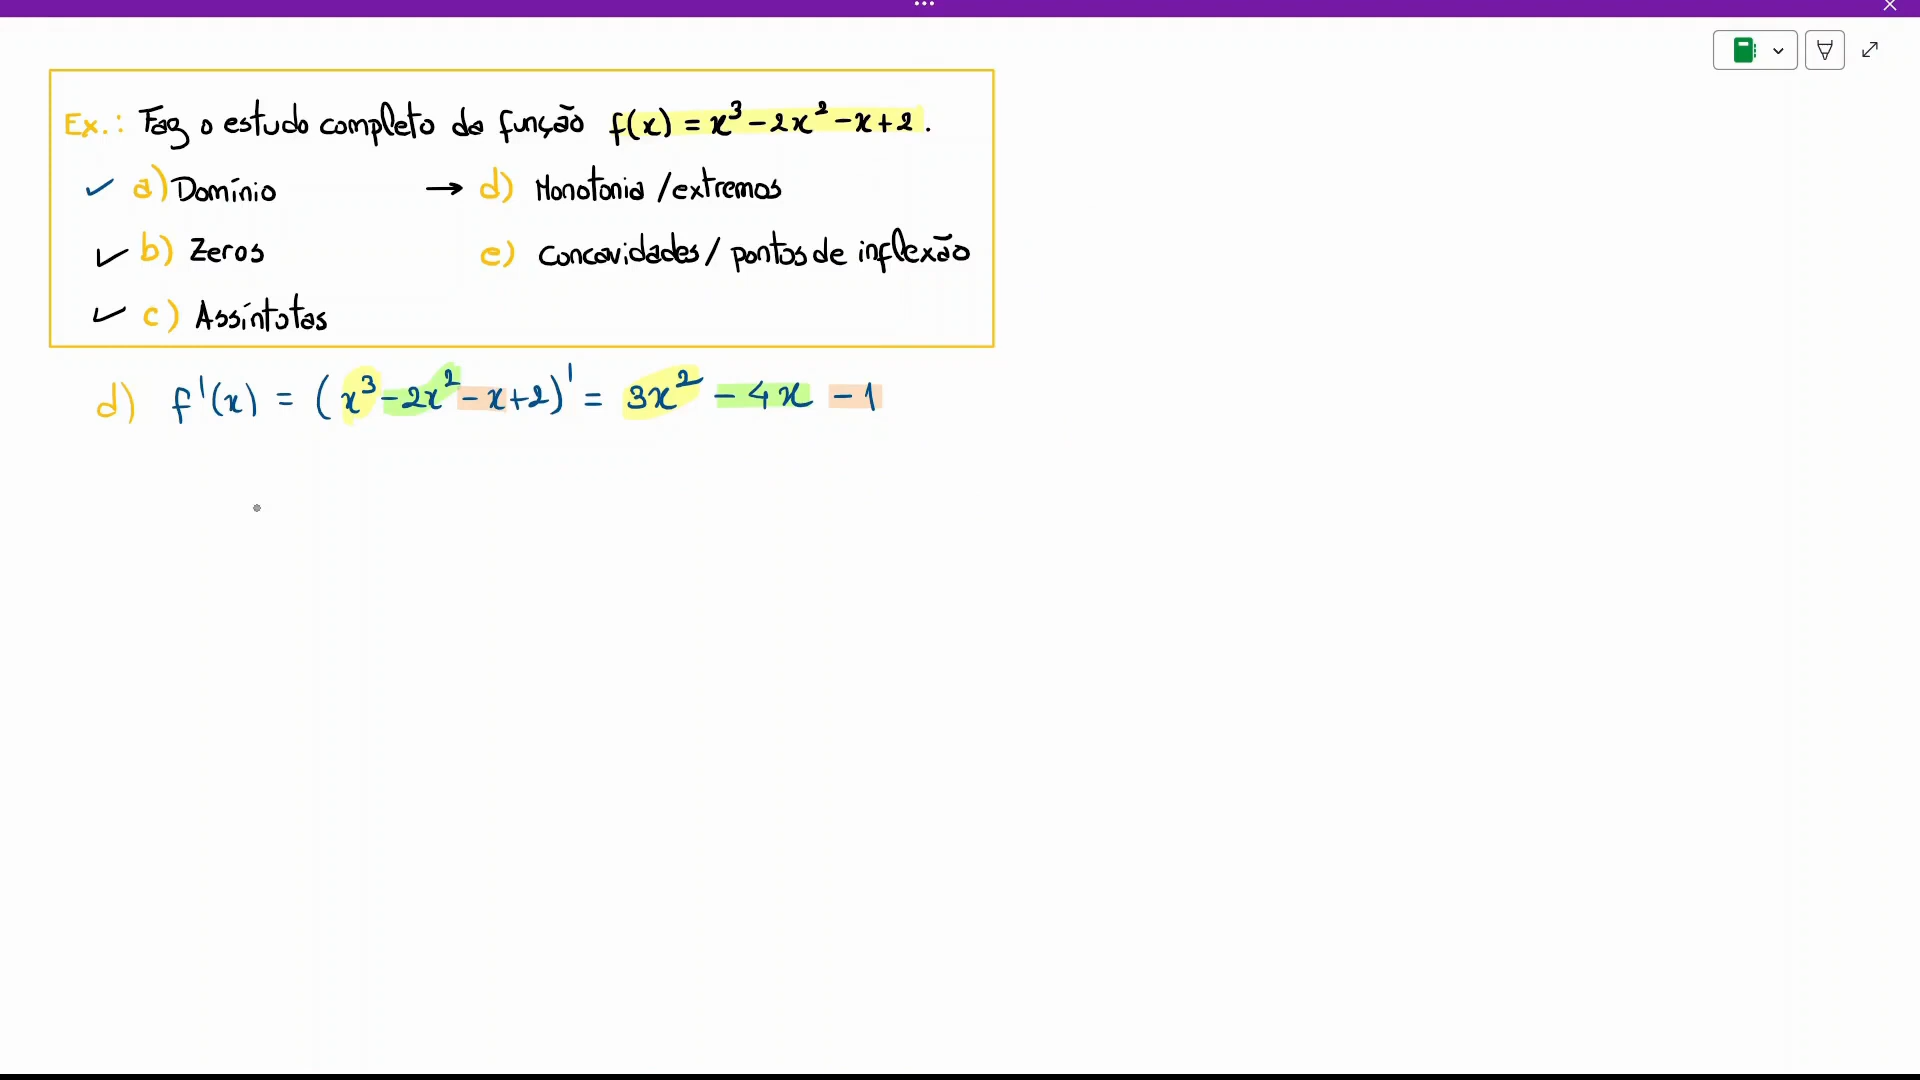 Ex.: Faz o estudo completo da função f(x) = x³ - 2x² - x + 2.
✓ a) Domínio → d) Monotonia / extremos
✓ b) Zeros e) Concavidades / pontos de inflexão
✓ c) Assíntotas
d) f'(x) = (x³ - 2x² - x + 2)' = 3x² - 4x - 1